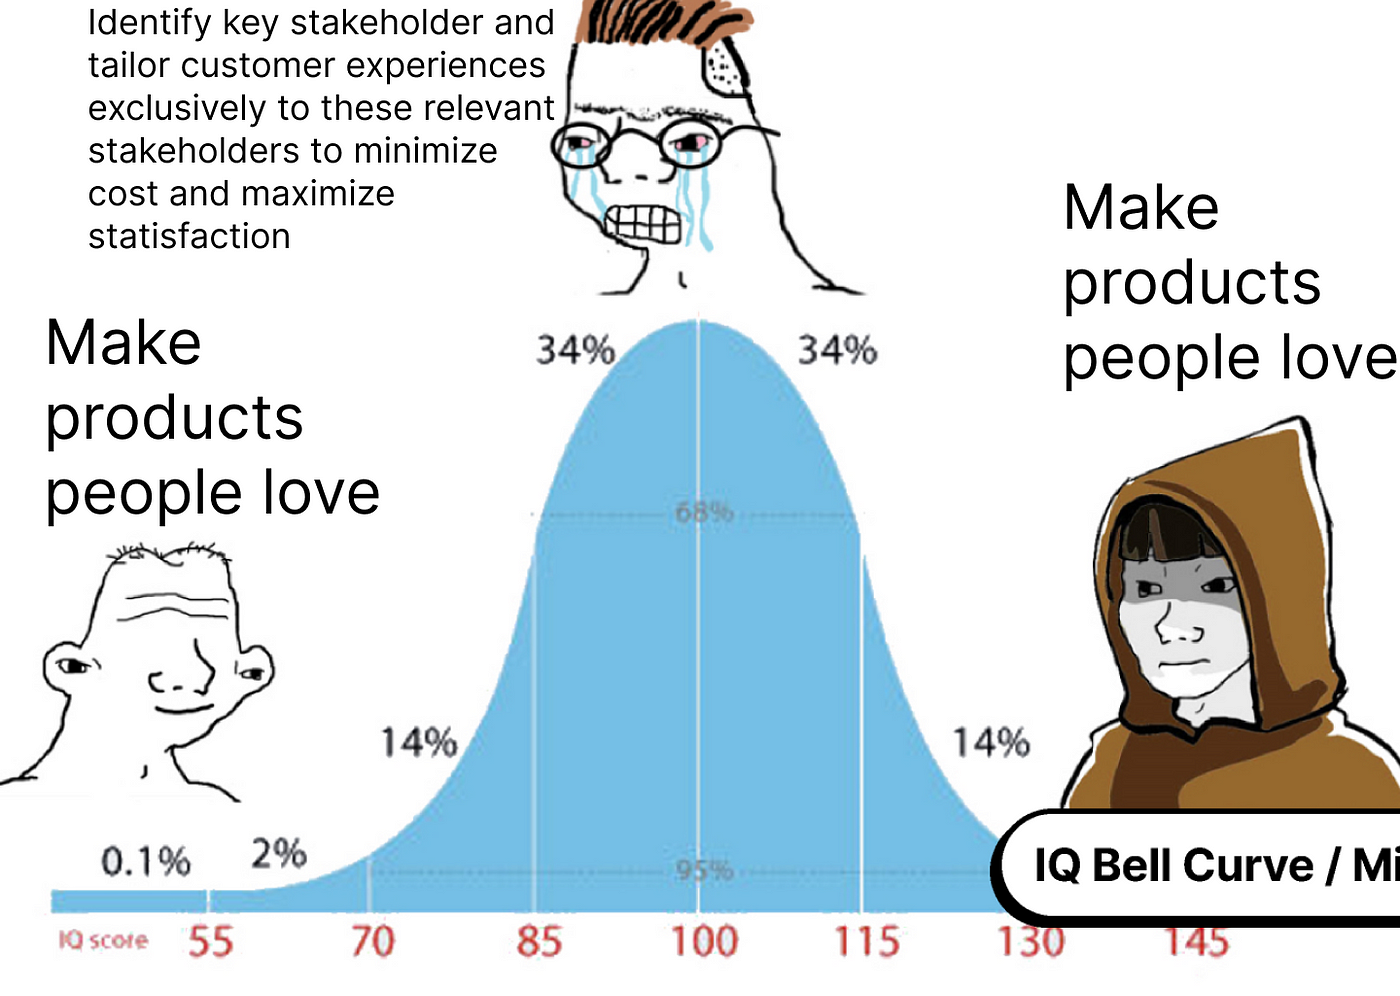 Identify key stakeholder and
tailor customer experiences
exclusively to these relevant
stakeholders to minimize
cost and maximize
statisfaction
Make
products
people love
Make
products
people love
34%
34%
68%
14%
14%
0.1%
2%
95%
IQ Bell Curve / Mi
IQ score
55
70
85
100
115
130
145